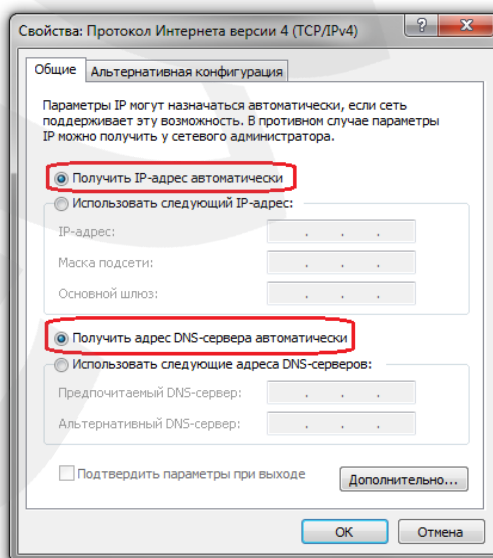 Свойства: Протокол Интернета версии 4 (TCP/IPv4)
Общие Альтернативная конфигурация
Параметры IP могут назначаться автоматически, если сеть
поддерживает эту возможность. В противном случае параметры
IP можно получить у сетевого администратора.
Получить IP-адрес автоматически
Использовать следующий IP-адрес:
IP-адрес:
Маска подсети:
Основной шлюз:
Получить адрес DNS-сервера автоматически
Использовать следующие адреса DNS-серверов:
Предпочитаемый DNS-сервер:
Альтернативный DNS-сервер:
Подтвердить параметры при выходе
Дополнительно...
ОК Отмена